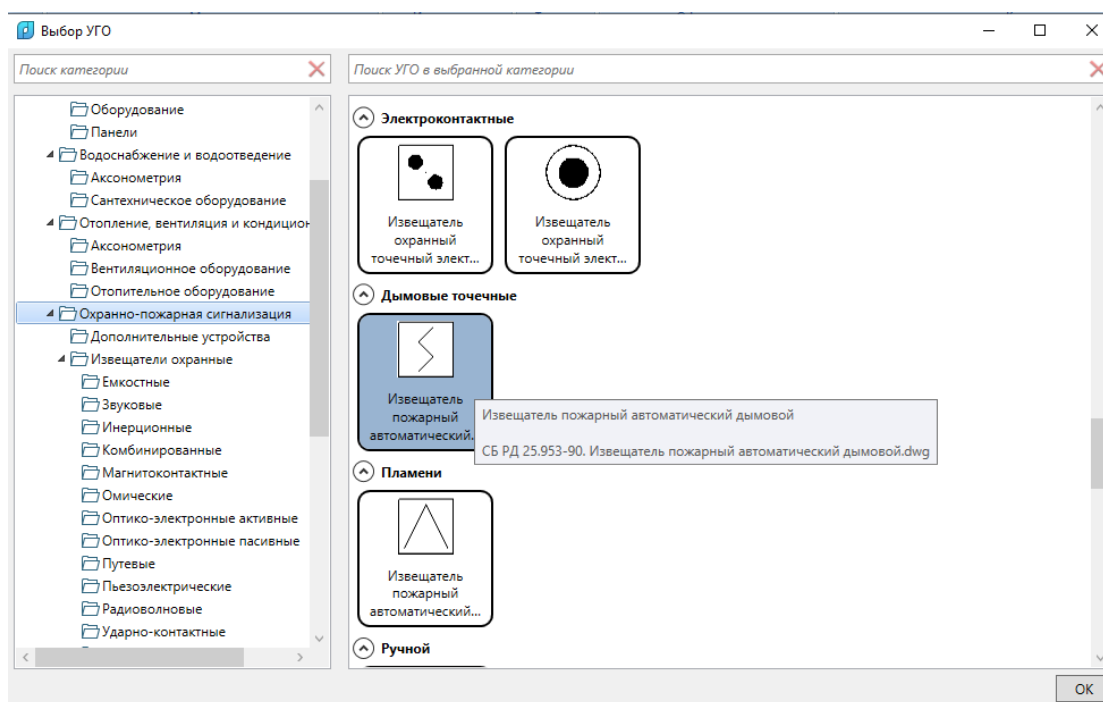 Выбор УГО
Поиск категории
Поиск УГО в выбранной категории
Оборудование
Панели
Водоснабжение и водоотведение
Аксонометрия
Сантехническое оборудование
Отопление, вентиляция и кондицион
Аксонометрия
Вентиляционное оборудование
Отопительное оборудование
Охранно-пожарная сигнализация
Дополнительные устройства
Извещатели охранные
Емкостные
Звуковые
Инерционные
Комбинированные
Магнитоконтактные
Омические
Оптико-электронные активные
Оптико-электронные пасивные
Путевые
Пьезоэлектрические
Радиоволновые
Ударно-контактные
Электроконтактные
Извещатель
охранный
точечный элект...
Извещатель
охранный
точечный элект...
Дымовые точечные
Извещатель
пожарный
автоматический.
Извещатель пожарный автоматический дымовой
СБ РД 25.953-90. Извещатель пожарный автоматический дымовой.dwg
Пламени
Извещатель
пожарный
автоматический...
Ручной
ОК